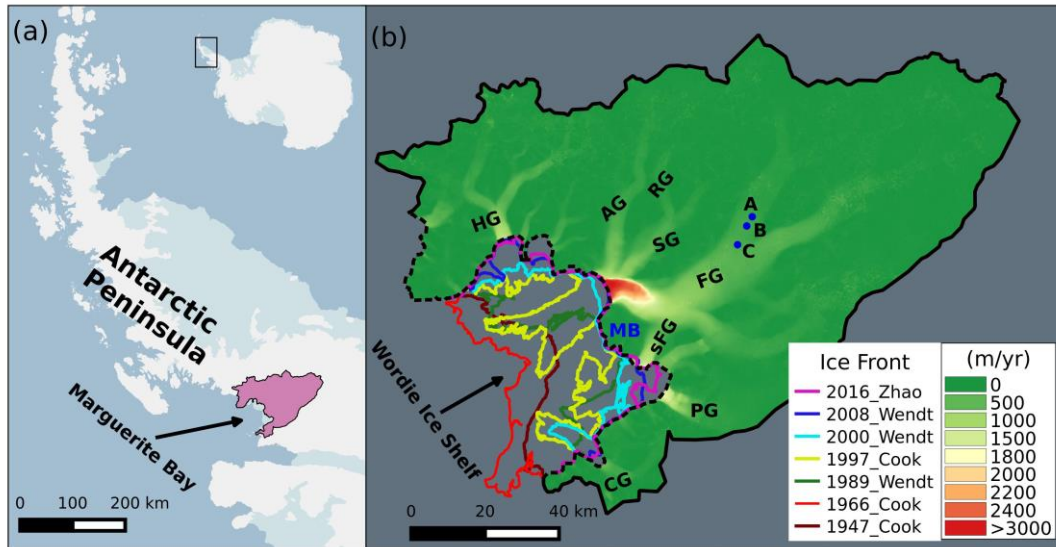 (a)
Antarctic
Peninsula
Marguerite Bay
0 100 200 km
(b)
HG
AG
RG
SG
FG
A
B
C
MB
sFG
PG
CG
Wordie Ice Shelf
0 20 40 km
Ice Front
2016_Zhao
2008_Wendt
2000_Wendt
1997_Cook
1989_Wendt
1966_Cook
1947_Cook
(m/yr)
0
500
1000
1500
1800
2000
2200
2400
>3000